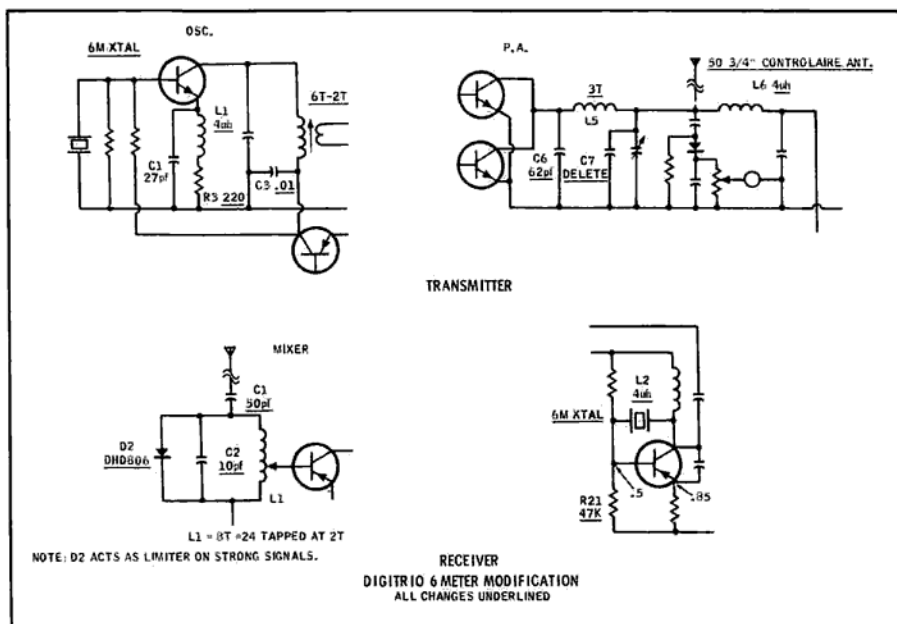 OSC.
6M XTAL
L1
4uh
6T-2T
C1
27pf
C3 .01
R3 220
P.A.
50 3/4" CONTROLAIRE ANT.
3T
L5
L6 4uh
C6
62pf
C7
DELETE
TRANSMITTER
MIXER
C1
50pf
D2
DHD806
C2
10pf
L1
L1 = 8T #24 TAPPED AT 2T
NOTE: D2 ACTS AS LIMITER ON STRONG SIGNALS.
L2
4uh
6M XTAL
.5
.85
R21
47K
RECEIVER
DIGITRIO 6 METER MODIFICATION
ALL CHANGES UNDERLINED